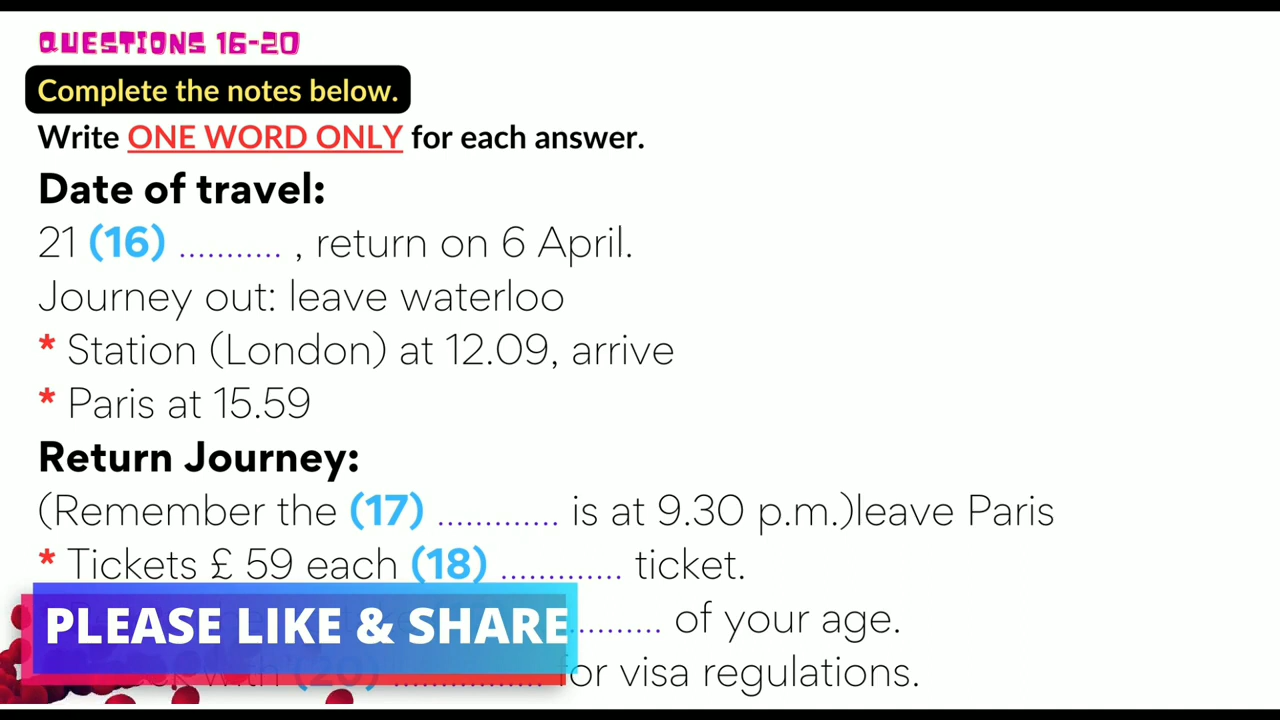 QUESTIONS 16-20
Complete the notes below.
Write ONE WORD ONLY for each answer.
Date of travel:
21 (16) ........... , return on 6 April.
Journey out: leave waterloo
* Station (London) at 12.09, arrive
* Paris at 15.59
Return Journey:
(Remember the (17) ............. is at 9.30 p.m.)leave Paris
* Tickets £ 59 each (18) ............. ticket.
PLEASE LIKE & SHARE
.......... of your age.
with (20) ................ for visa regulations.